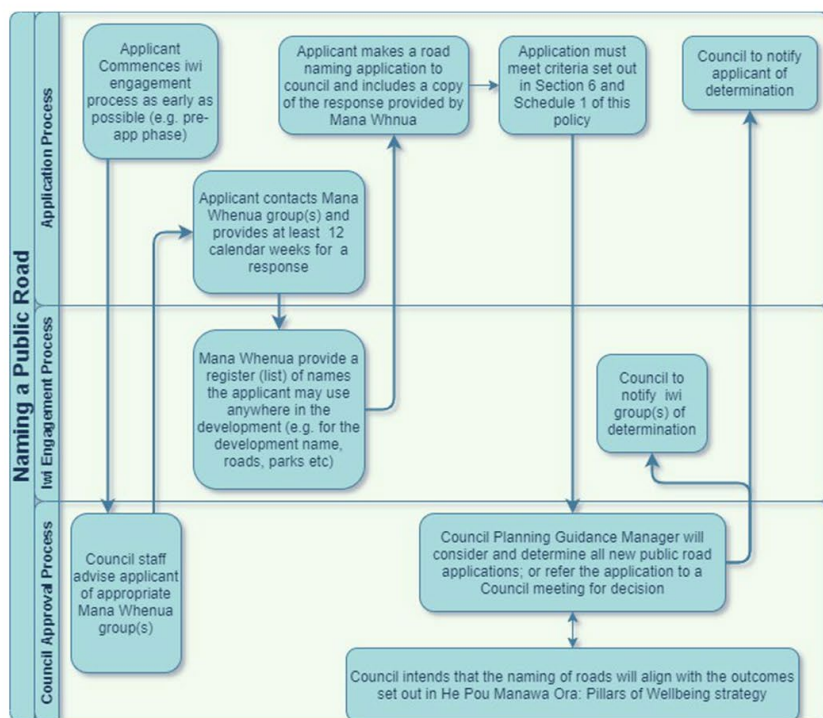 Naming a Public Road
Application Process
Applicant
Commences iwi
engagement
process as early as
possible (e.g. pre-
app phase)
Applicant makes a road
naming application to
council and includes a copy
of the response provided by
Mana Whnua
Application must
meet criteria set out
in Section 6 and
Schedule 1 of this
policy
Council to notify
applicant of
determination
Applicant contacts Mana
Whenua group(s) and
provides at least 12
calendar weeks for a
response
Iwi Engagement Process
Mana Whenua provide a
register (list) of names
the applicant may use
anywhere in the
development (e.g. for the
development name,
roads, parks etc)
Council to
notify iwi
group(s) of
determination
Council Approval Process
Council staff
advise applicant
of appropriate
Mana Whenua
group(s)
Council Planning Guidance Manager will
consider and determine all new public road
applications; or refer the application to a
Council meeting for decision
Council intends that the naming of roads will align with the outcomes
set out in He Pou Manawa Ora: Pillars of Wellbeing strategy